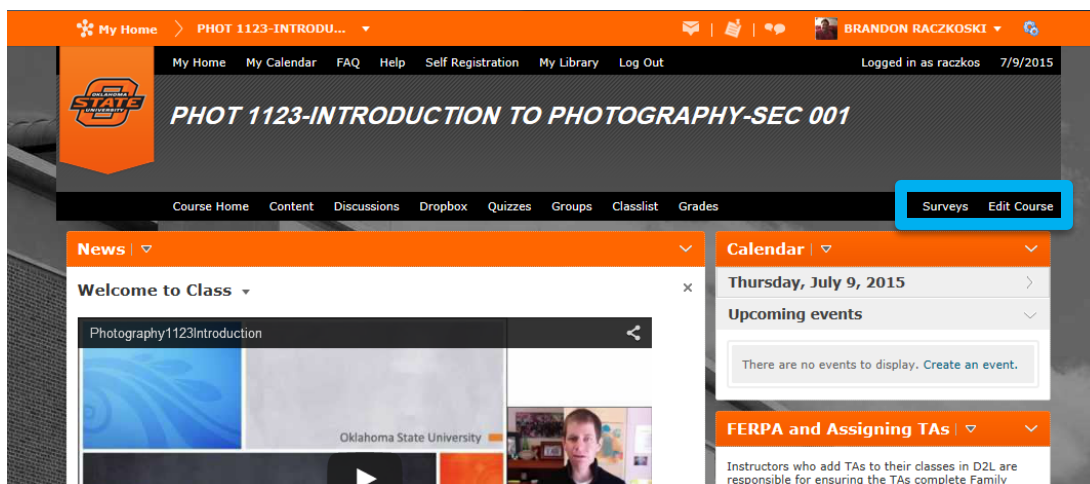 My Home PHOT 1123-INTRODU... BRANDON RACZKOSKI
My Home My Calendar FAQ Help Self Registration My Library Log Out Logged in as raczkos 7/9/2015
OKLAHOMA
STATE
UNIVERSITY
PHOT 1123-INTRODUCTION TO PHOTOGRAPHY-SEC 001
Course Home Content Discussions Dropbox Quizzes Groups Classlist Grades Surveys Edit Course
News
Welcome to Class
Photography1123Introduction
Oklahoma State University
Calendar
Thursday, July 9, 2015
Upcoming events
There are no events to display. Create an event.
FERPA and Assigning TAs
Instructors who add TAs to their classes in D2L are
responsible for ensuring the TAs complete Family